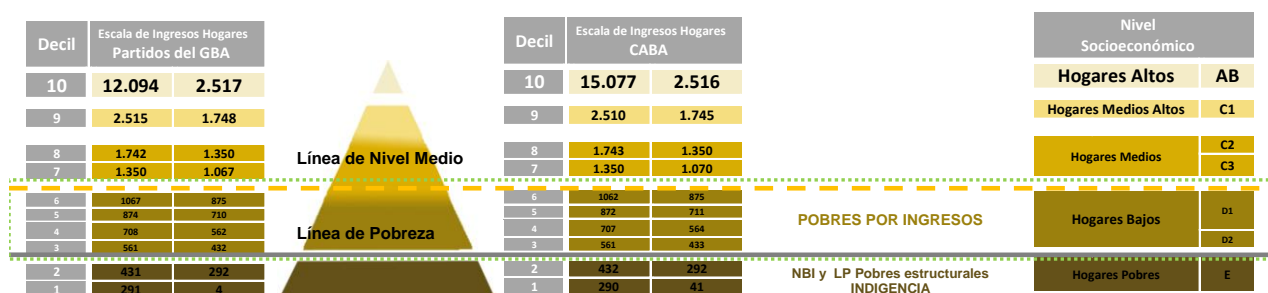 Decil
Escala de Ingresos Hogares
Partidos del GBA
10 12.094 2.517
9 2.515 1.748
8 1.742 1.350
7 1.350 1.067
6 1067 875
5 874 710
4 708 562
3 561 432
2 431 292
1 291 4
Línea de Nivel Medio
Línea de Pobreza
Decil
Escala de Ingresos Hogares
CABA
10 15.077 2.516
9 2.510 1.745
8 1.743 1.350
7 1.350 1.070
6 1062 875
5 872 711
4 707 564
3 561 433
2 432 292
1 290 41
POBRES POR INGRESOS
NBI y LP Pobres estructurales
INDIGENCIA
Nivel
Socioeconómico
Hogares Altos AB
Hogares Medios Altos C1
Hogares Medios
C2
C3
Hogares Bajos
D1
D2
Hogares Pobres E